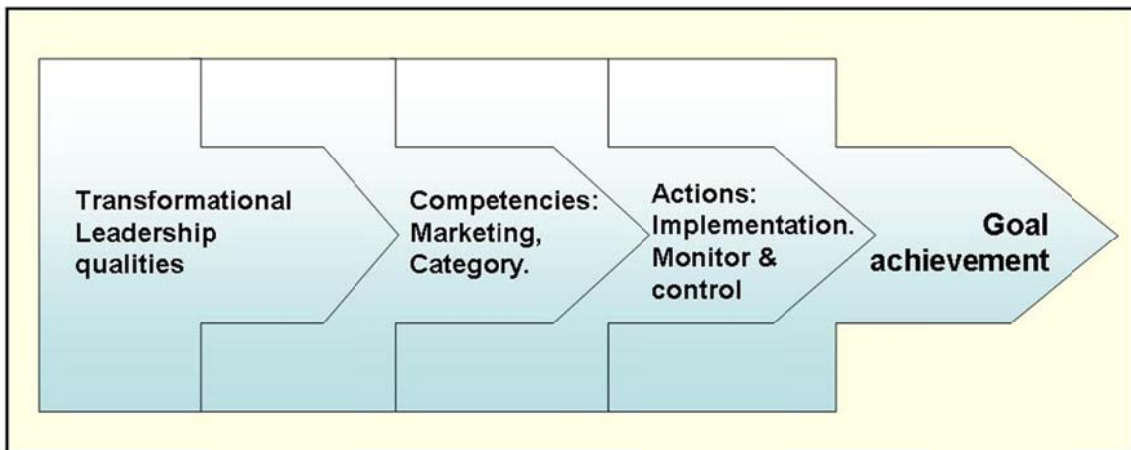 Transformational
Leadership
qualities
Competencies:
Marketing,
Category.
Actions:
Implementation.
Monitor &
control
Goal
achievement